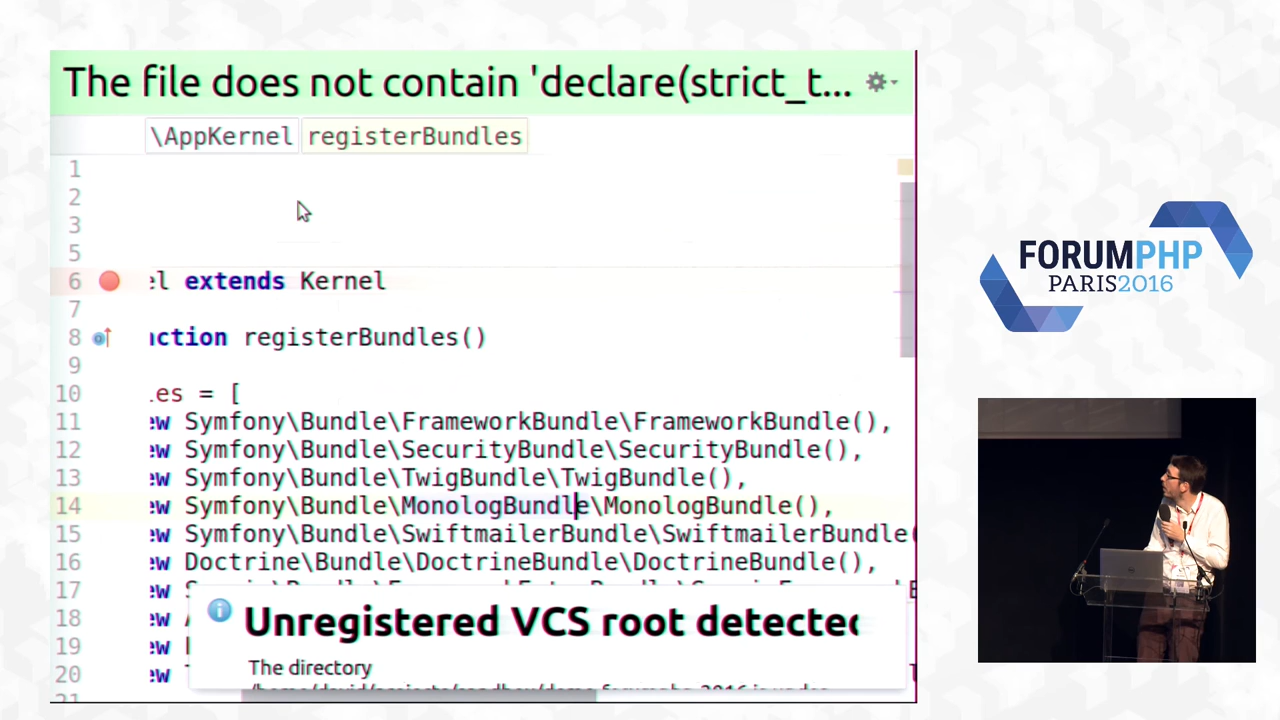 The file does not contain 'declare(strict_t...
\AppKernel registerBundles
1
2
3
5
6 extends Kernel
7
8 registerBundles()
9
10 es = [
11 ew Symfony\Bundle\FrameworkBundle\FrameworkBundle(),
12 ew Symfony\Bundle\SecurityBundle\SecurityBundle(),
13 ew Symfony\Bundle\TwigBundle\TwigBundle(),
14 ew Symfony\Bundle\MonologBundle\MonologBundle(),
15 ew Symfony\Bundle\SwiftmailerBundle\SwiftmailerBundle(
16 ew Doctrine\Bundle\DoctrineBundle\DoctrineBundle(),
17 ew
18 ew
19 ew
20 ew
21
Unregistered VCS root detected
The directory
FORUMPHP
PARIS2016